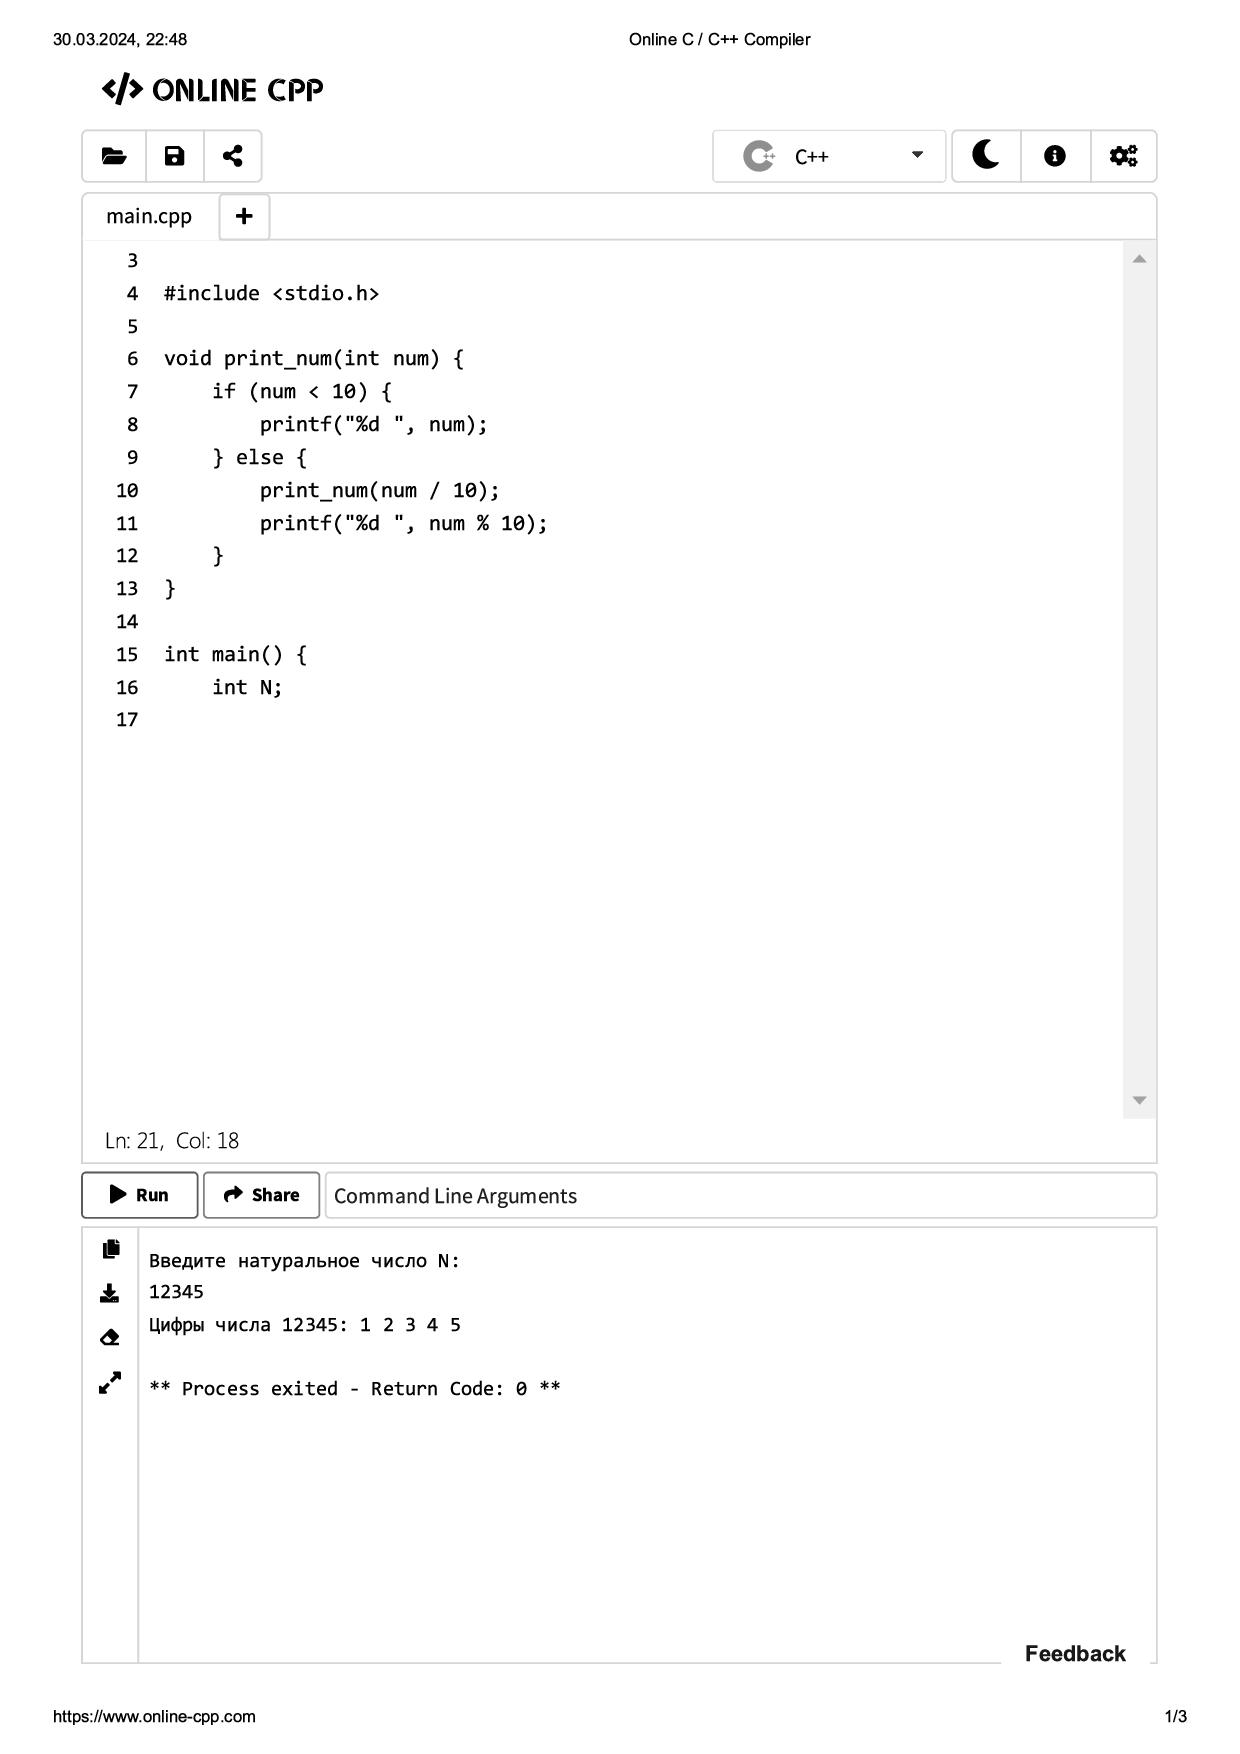 30.03.2024, 22:48 Online C / C++ Compiler
</> ONLINE CPP
C++
main.cpp +
3
4 #include <stdio.h>
5
6 void print_num(int num) {
7     if (num < 10) {
8         printf("%d ", num);
9     } else {
10         print_num(num / 10);
11         printf("%d ", num % 10);
12     }
13 }
14
15 int main() {
16     int N;
17
Ln: 21, Col: 18
Run Share Command Line Arguments
Введите натуральное число N:
12345
Цифры числа 12345: 1 2 3 4 5
** Process exited - Return Code: 0 **
Feedback
https://www.online-cpp.com 1/3